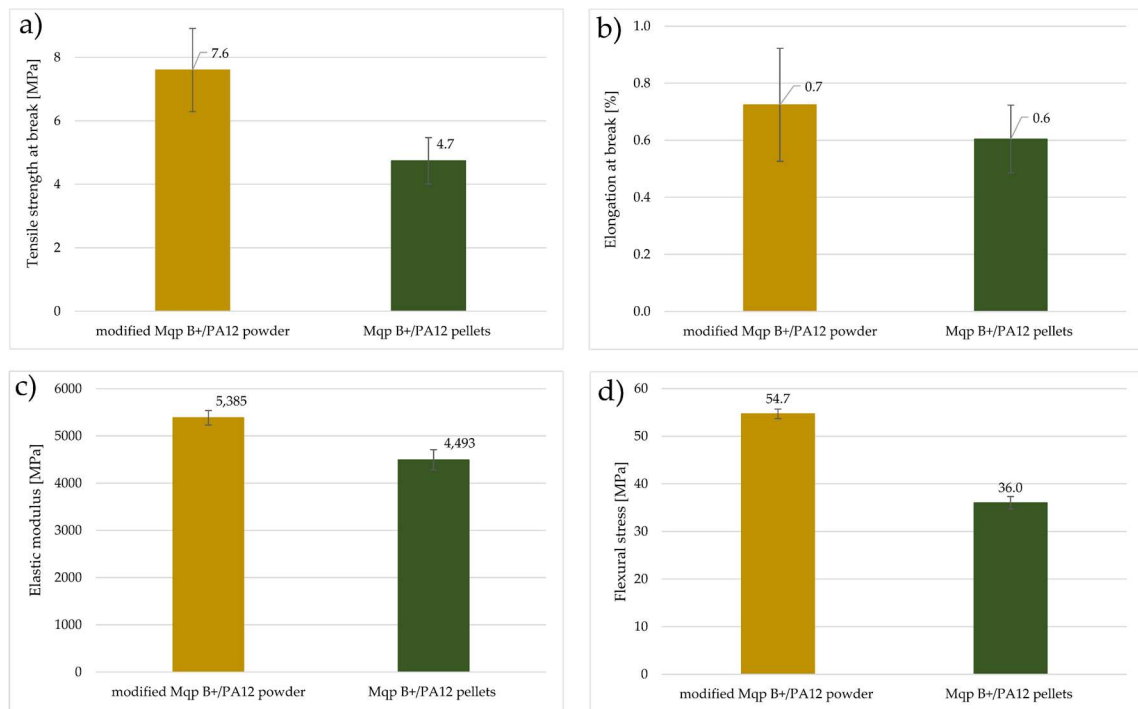 a)
Tensile strength at break [MPa]
8
6
4
2
0
7.6
4.7
modified Mqp B+/PA12 powder
Mqp B+/PA12 pellets
b)
Elongation at break [%]
1.0
0.8
0.6
0.4
0.2
0.0
0.7
0.6
modified Mqp B+/PA12 powder
Mqp B+/PA12 pellets
c)
Elastic modulus [MPa]
6000
5000
4000
3000
2000
1000
0
5,385
4,493
modified Mqp B+/PA12 powder
Mqp B+/PA12 pellets
d)
Flexural stress [MPa]
60
50
40
30
20
10
0
54.7
36.0
modified Mqp B+/PA12 powder
Mqp B+/PA12 pellets